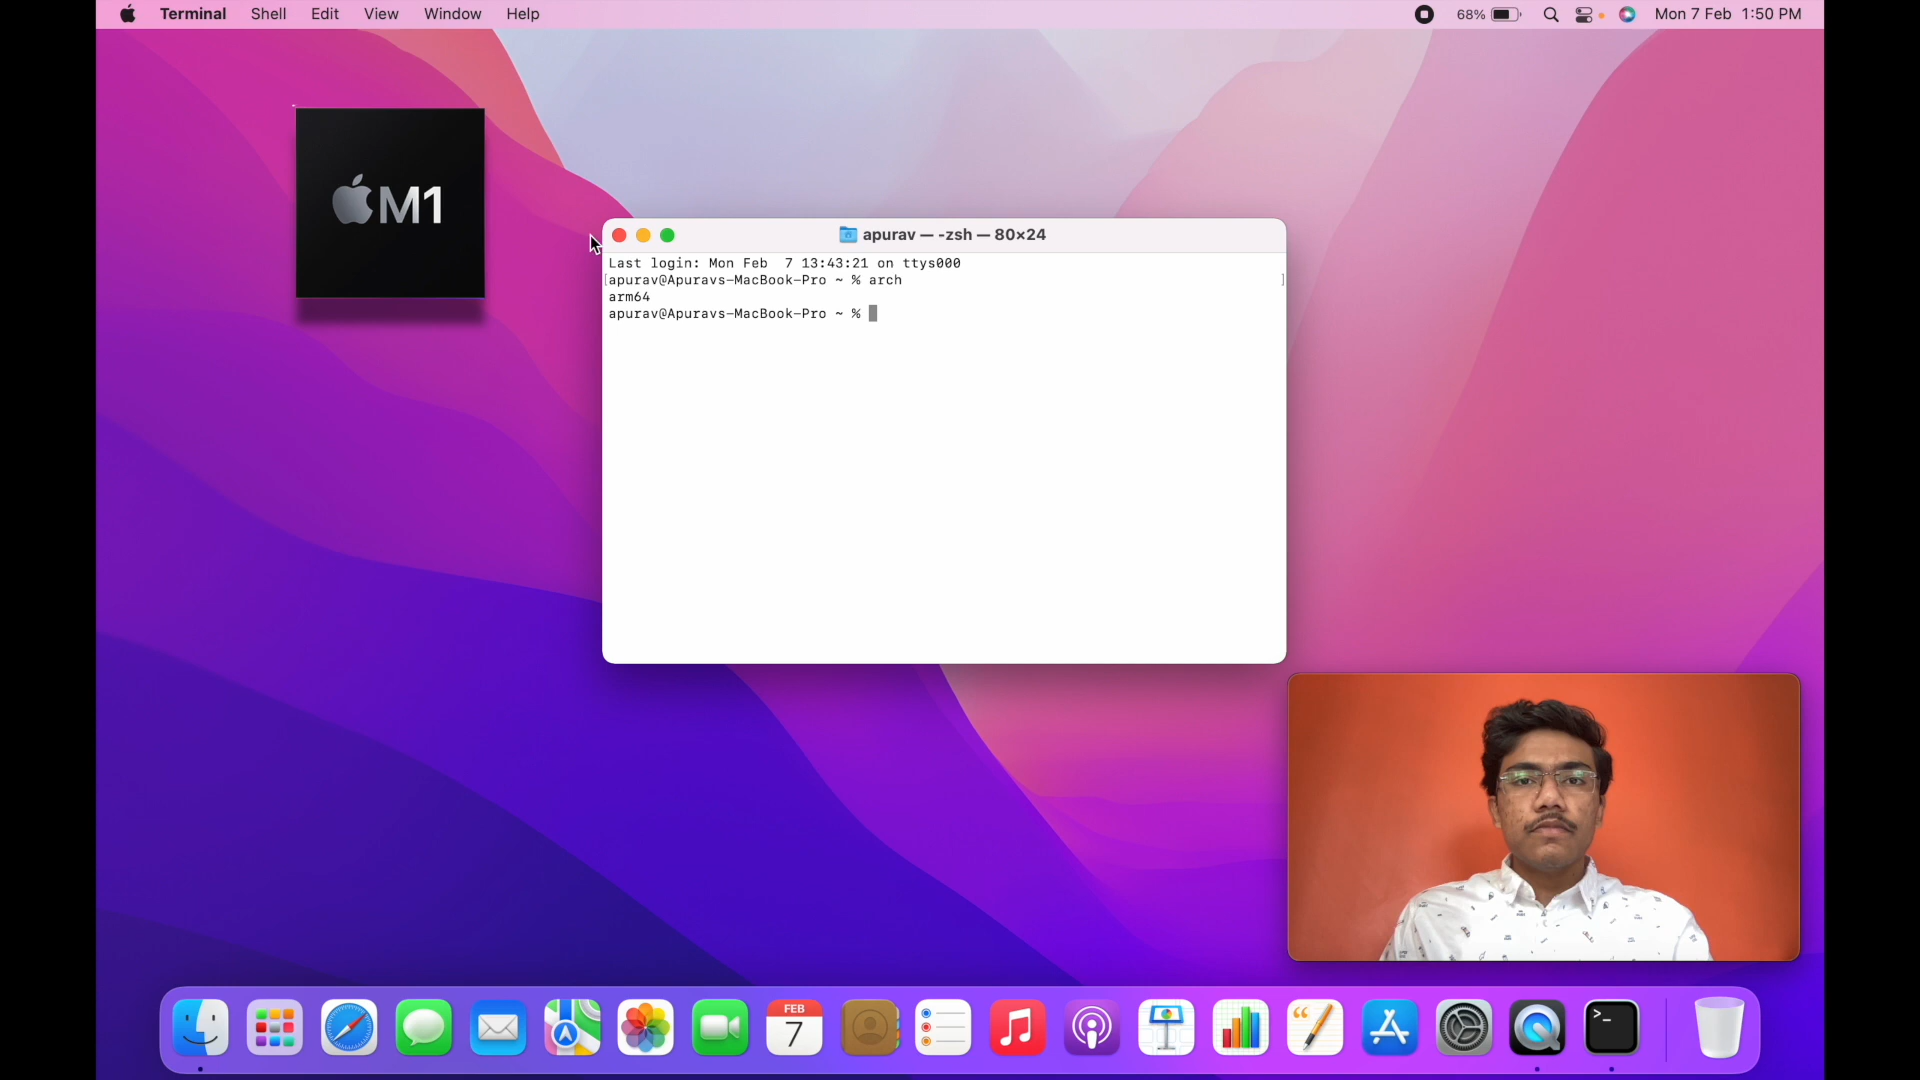 Terminal Shell Edit View Window Help
68% Mon 7 Feb 1:50 PM
M1
apurav — -zsh — 80×24
Last login: Mon Feb  7 13:43:21 on ttys000
[apurav@Apuravs-MacBook-Pro ~ % arch ]
arm64
apurav@Apuravs-MacBook-Pro ~ %
FEB
7
>_